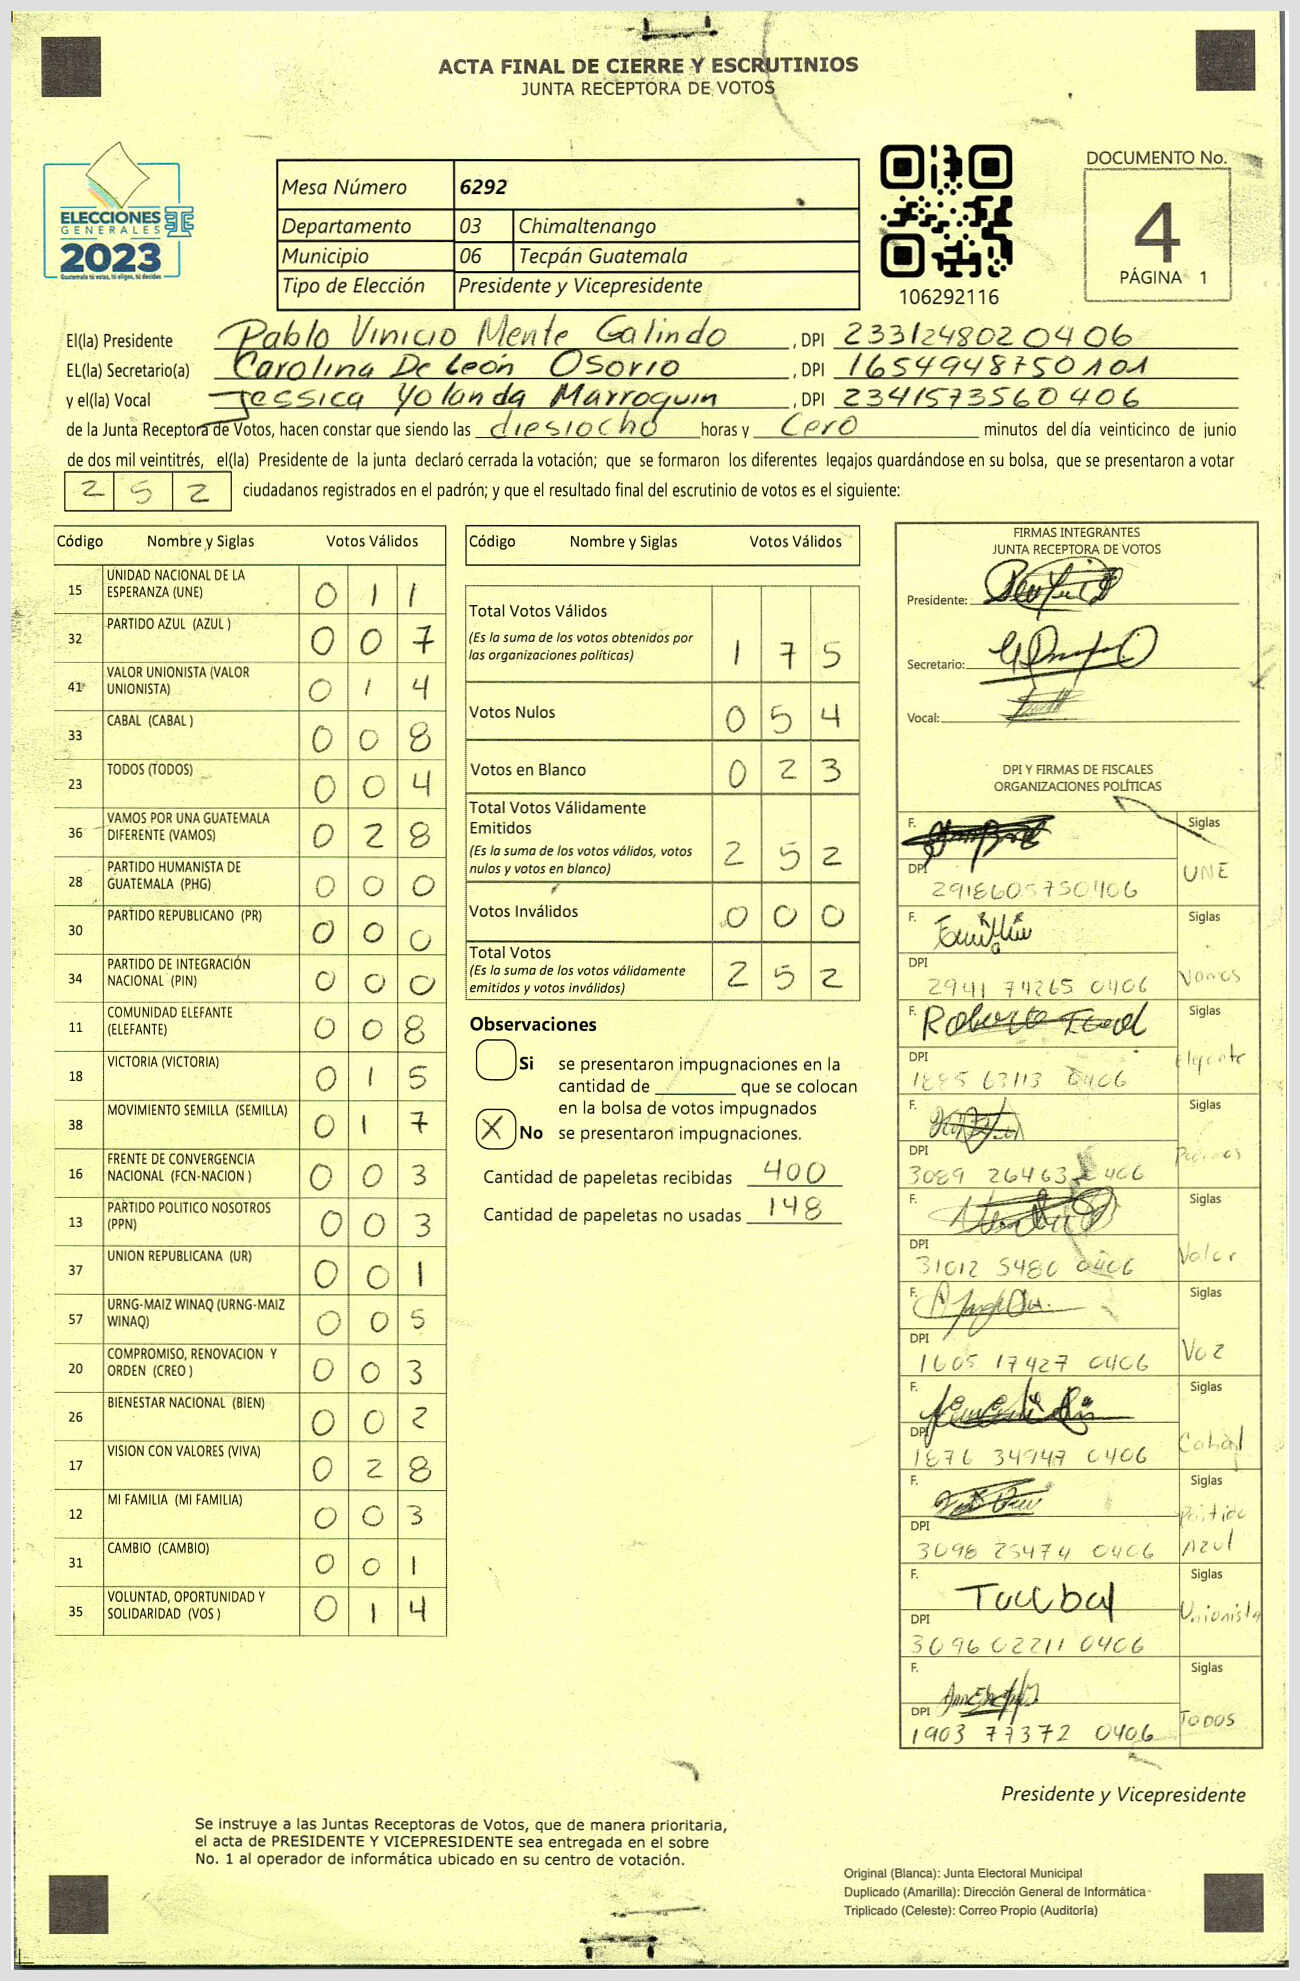 ACTA FINAL DE CIERRE Y ESCRUTINIOS
JUNTA RECEPTORA DE VOTOS
ELECCIONES
GENERALES
2023
Guatemala tú votas, tú eliges, tú decides
Mesa Número 6292
Departamento 03 Chimaltenango
Municipio 06 Tecpán Guatemala
Tipo de Elección Presidente y Vicepresidente
106292116
DOCUMENTO No.
4
PÁGINA 1
El(la) Presidente Pablo Vinicio Mente Galindo, DPI 2331248020406
EL(la) Secretario(a) Carolina De León Osorio, DPI 1654948750101
y el(la) Vocal Jessica Yolanda Marroquin, DPI 2341573560406
de la Junta Receptora de Votos, hacen constar que siendo las diesiocho horas y Cero minutos del día veinticinco de junio
de dos mil veintitrés, el(la) Presidente de la junta declaró cerrada la votación; que se formaron los diferentes legajos guardándose en su bolsa, que se presentaron a votar
252 ciudadanos registrados en el padrón; y que el resultado final del escrutinio de votos es el siguiente:
Código Nombre y Siglas Votos Válidos
15 UNIDAD NACIONAL DE LA
ESPERANZA (UNE) 0 1 1
32 PARTIDO AZUL (AZUL ) 0 0 7
41 VALOR UNIONISTA (VALOR
UNIONISTA) 0 1 4
33 CABAL (CABAL ) 0 0 8
23 TODOS (TODOS) 0 0 4
36 VAMOS POR UNA GUATEMALA
DIFERENTE (VAMOS) 0 2 8
28 PARTIDO HUMANISTA DE
GUATEMALA (PHG) 0 0 0
30 PARTIDO REPUBLICANO (PR) 0 0 0
34 PARTIDO DE INTEGRACIÓN
NACIONAL (PIN) 0 0 0
11 COMUNIDAD ELEFANTE
(ELEFANTE) 0 0 8
18 VICTORIA (VICTORIA) 0 1 5
38 MOVIMIENTO SEMILLA (SEMILLA) 0 1 7
16 FRENTE DE CONVERGENCIA
NACIONAL (FCN-NACION ) 0 0 3
13 PARTIDO POLITICO NOSOTROS
(PPN) 0 0 3
37 UNION REPUBLICANA (UR) 0 0 1
57 URNG-MAIZ WINAQ (URNG-MAIZ
WINAQ) 0 0 5
20 COMPROMISO, RENOVACION Y
ORDEN (CREO ) 0 0 3
26 BIENESTAR NACIONAL (BIEN) 0 0 2
17 VISION CON VALORES (VIVA) 0 2 8
12 MI FAMILIA (MI FAMILIA) 0 0 3
31 CAMBIO (CAMBIO) 0 0 1
35 VOLUNTAD, OPORTUNIDAD Y
SOLIDARIDAD (VOS ) 0 1 4
Código Nombre y Siglas Votos Válidos
Total Votos Válidos
(Es la suma de los votos obtenidos por
las organizaciones políticas) 1 7 5
Votos Nulos 0 5 4
Votos en Blanco 0 2 3
Total Votos Válidamente
Emitidos
(Es la suma de los votos válidos, votos
nulos y votos en blanco) 2 5 2
Votos Inválidos 0 0 0
Total Votos
(Es la suma de los votos válidamente
emitidos y votos inválidos) 2 5 2
Observaciones
Si se presentaron impugnaciones en la
cantidad de ________ que se colocan
en la bolsa de votos impugnados
X No se presentaron impugnaciones.
Cantidad de papeletas recibidas 400
Cantidad de papeletas no usadas 148
FIRMAS INTEGRANTES
JUNTA RECEPTORA DE VOTOS
Presidente:
Secretario:
Vocal:
DPI Y FIRMAS DE FISCALES
ORGANIZACIONES POLÍTICAS
F. Siglas
DPI UNE
2918605750406
F. Siglas
DPI Vamos
2941 74265 0406
F. Siglas
Roberto
DPI Elefante
1885 63113 0406
F. Siglas
DPI
3089 26463 0406
F. Siglas
DPI Valor
31012 5480 0406
F. Siglas
DPI Voz
1605 17427 0406
F. Siglas
DPI Cabal
1876 34947 0406
F. Siglas
DPI Partido
3098 25474 0406 Azul
F. Siglas
DPI Unionista
3096 02211 0406
F. Siglas
DPI TODOS
1903 77372 0406
Presidente y Vicepresidente
Se instruye a las Juntas Receptoras de Votos, que de manera prioritaria,
el acta de PRESIDENTE Y VICEPRESIDENTE sea entregada en el sobre
No. 1 al operador de informática ubicado en su centro de votación.
Original (Blanca): Junta Electoral Municipal
Duplicado (Amarilla): Dirección General de Informática
Triplicado (Celeste): Correo Propio (Auditoría)